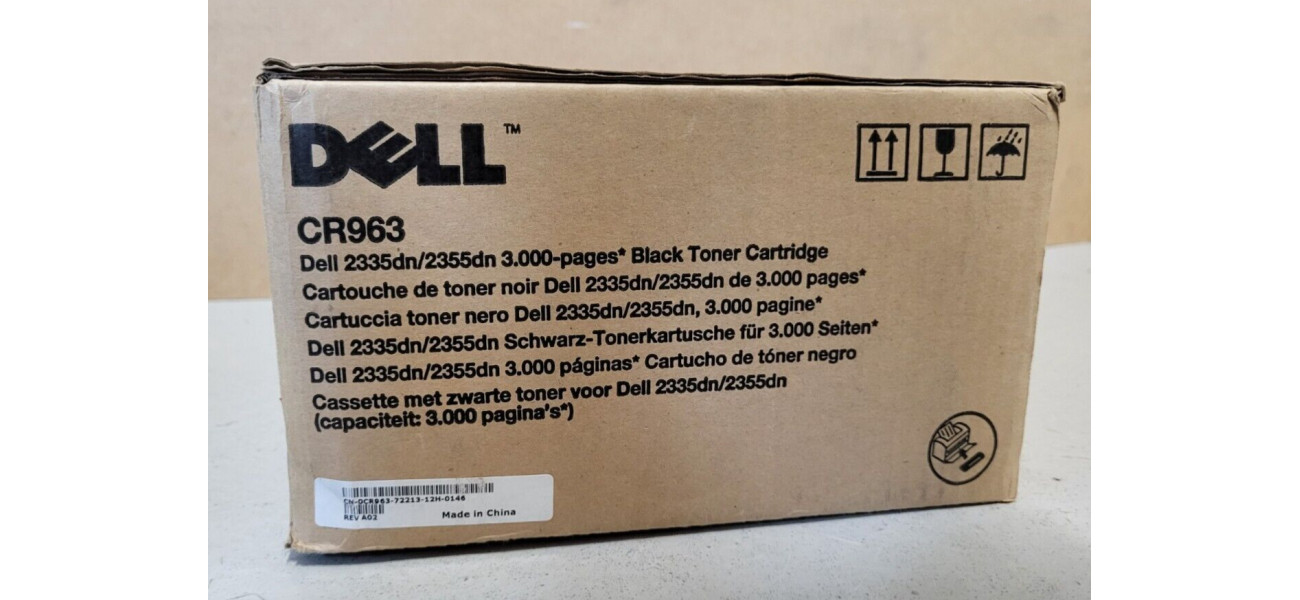 DELL™
CR963
Dell 2335dn/2355dn 3.000-pages* Black Toner Cartridge
Cartouche de toner noir Dell 2335dn/2355dn de 3.000 pages*
Cartuccia toner nero Dell 2335dn/2355dn, 3.000 pagine*
Dell 2335dn/2355dn Schwarz-Tonerkartusche für 3.000 Seiten*
Dell 2335dn/2355dn 3.000 páginas* Cartucho de tóner negro
Cassette met zwarte toner voor Dell 2335dn/2355dn
(capaciteit: 3.000 pagina's*)
CN-0CR963-72213-12H-0146
REV A02 Made in China